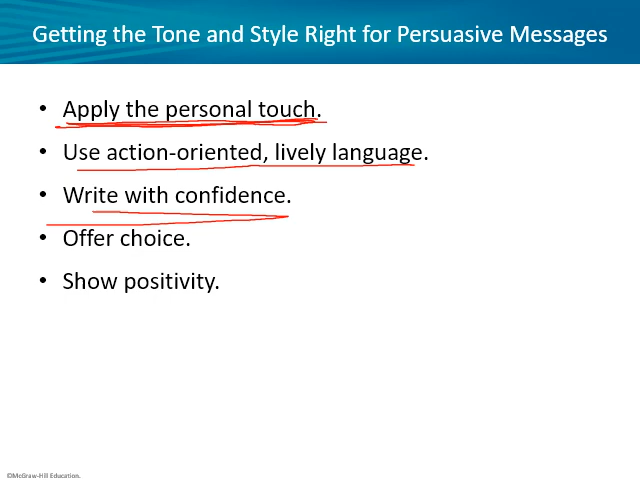 Getting the Tone and Style Right for Persuasive Messages
• Apply the personal touch.
• Use action-oriented, lively language.
• Write with confidence.
• Offer choice.
• Show positivity.
©McGraw-Hill Education.